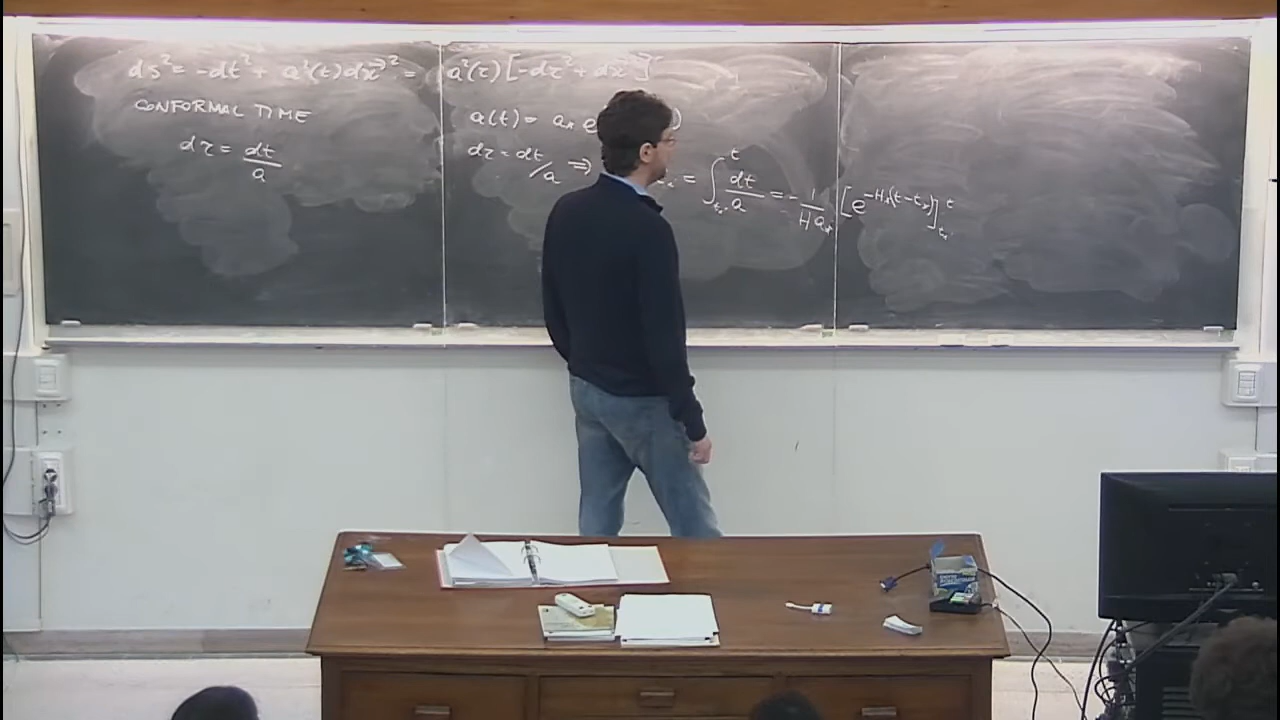 ds² = -dt² + a²(t) dx⃗² = a²(τ) [-dτ² + dx⃗²]
CONFORMAL TIME
dτ = dt/a
a(t) = a* e )
dτ = dt/a ⇒ = ∫_{t*}^{t} dt/a = - 1/(H a*) [e^{-H*(t-t*)}]_{t*}^{t}